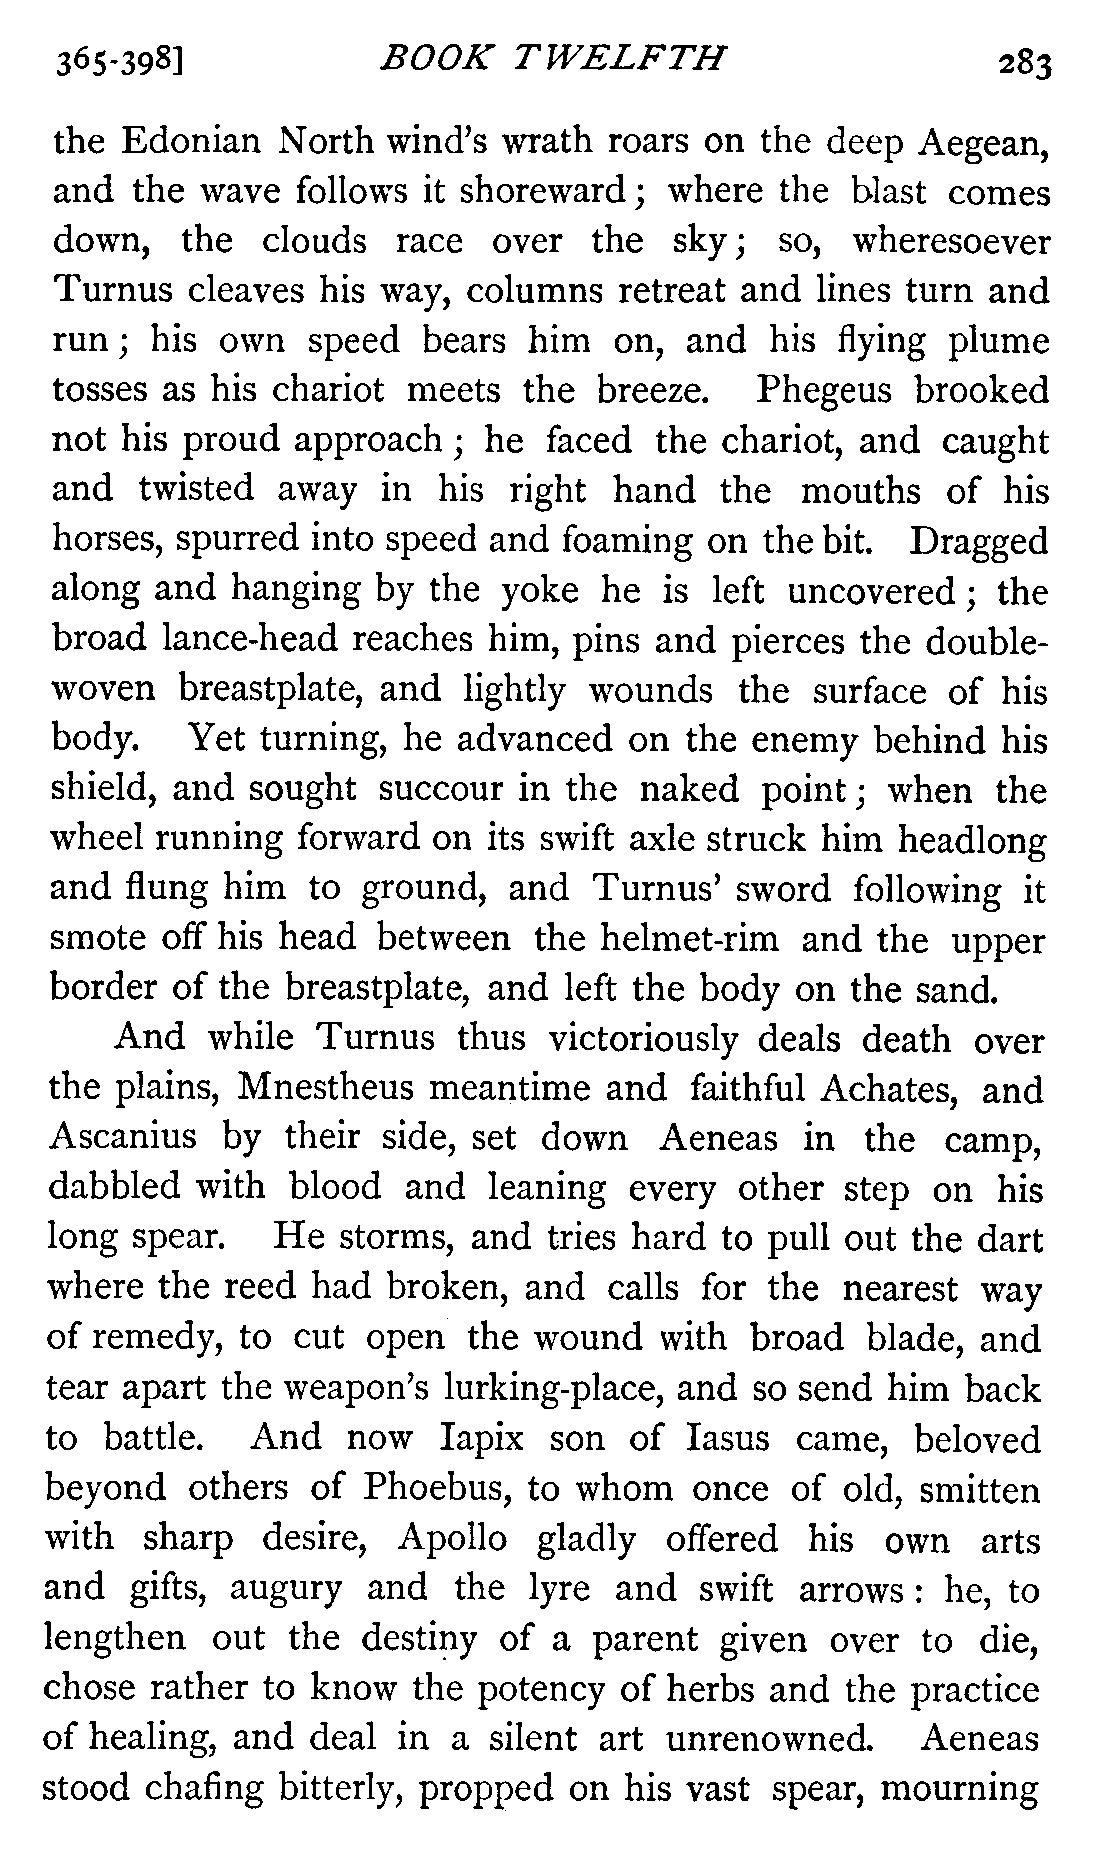 365-398] BOOK TWELFTH 283
the Edonian North wind's wrath roars on the deep Aegean,
and the wave follows it shoreward ; where the blast comes
down, the clouds race over the sky ; so, wheresoever
Turnus cleaves his way, columns retreat and lines turn and
run ; his own speed bears him on, and his flying plume
tosses as his chariot meets the breeze. Phegeus brooked
not his proud approach ; he faced the chariot, and caught
and twisted away in his right hand the mouths of his
horses, spurred into speed and foaming on the bit. Dragged
along and hanging by the yoke he is left uncovered ; the
broad lance-head reaches him, pins and pierces the double-
woven breastplate, and lightly wounds the surface of his
body. Yet turning, he advanced on the enemy behind his
shield, and sought succour in the naked point ; when the
wheel running forward on its swift axle struck him headlong
and flung him to ground, and Turnus' sword following it
smote off his head between the helmet-rim and the upper
border of the breastplate, and left the body on the sand.
And while Turnus thus victoriously deals death over
the plains, Mnestheus meantime and faithful Achates, and
Ascanius by their side, set down Aeneas in the camp,
dabbled with blood and leaning every other step on his
long spear. He storms, and tries hard to pull out the dart
where the reed had broken, and calls for the nearest way
of remedy, to cut open the wound with broad blade, and
tear apart the weapon's lurking-place, and so send him back
to battle. And now Iapix son of Iasus came, beloved
beyond others of Phoebus, to whom once of old, smitten
with sharp desire, Apollo gladly offered his own arts
and gifts, augury and the lyre and swift arrows : he, to
lengthen out the destiny of a parent given over to die,
chose rather to know the potency of herbs and the practice
of healing, and deal in a silent art unrenowned. Aeneas
stood chafing bitterly, propped on his vast spear, mourning